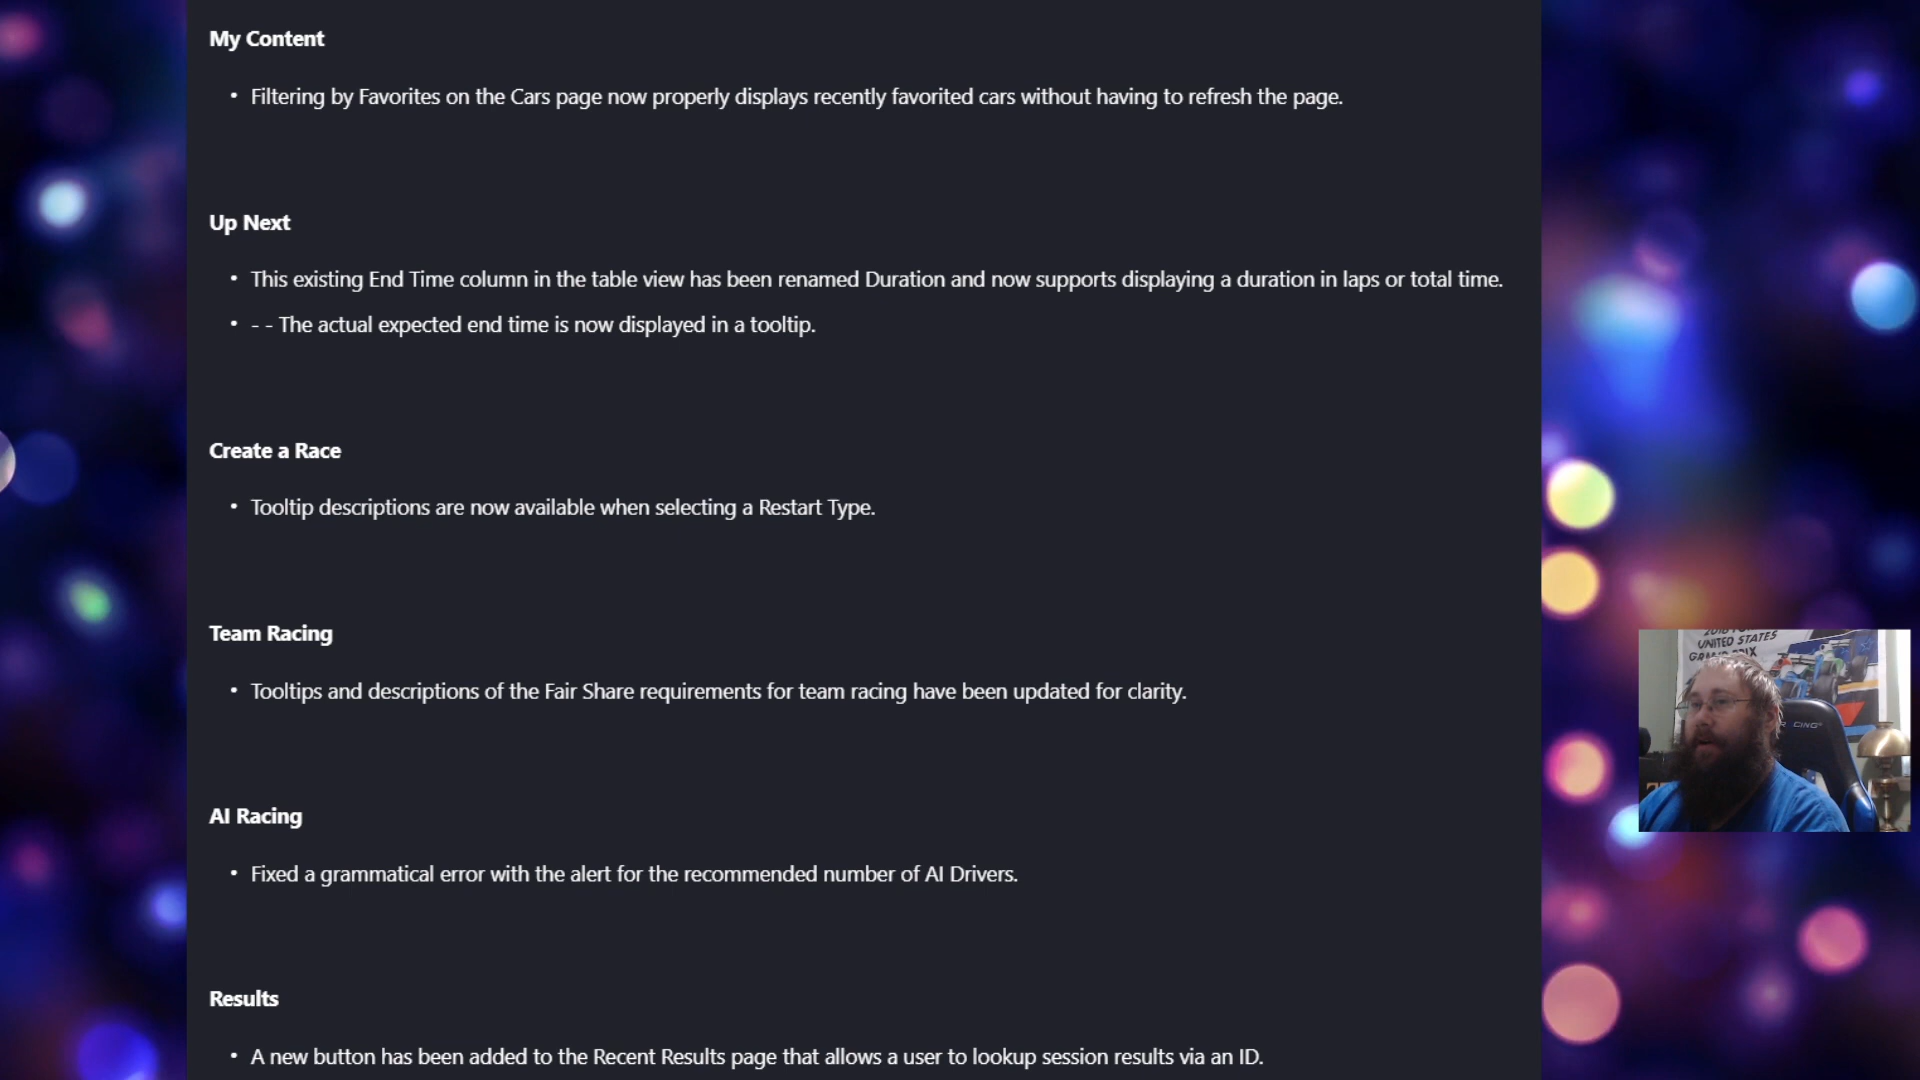 My Content
• Filtering by Favorites on the Cars page now properly displays recently favorited cars without having to refresh the page.
Up Next
• This existing End Time column in the table view has been renamed Duration and now supports displaying a duration in laps or total time.
• - - The actual expected end time is now displayed in a tooltip.
Create a Race
• Tooltip descriptions are now available when selecting a Restart Type.
Team Racing
• Tooltips and descriptions of the Fair Share requirements for team racing have been updated for clarity.
UNITED STATES
AI Racing
• Fixed a grammatical error with the alert for the recommended number of AI Drivers.
Results
• A new button has been added to the Recent Results page that allows a user to lookup session results via an ID.